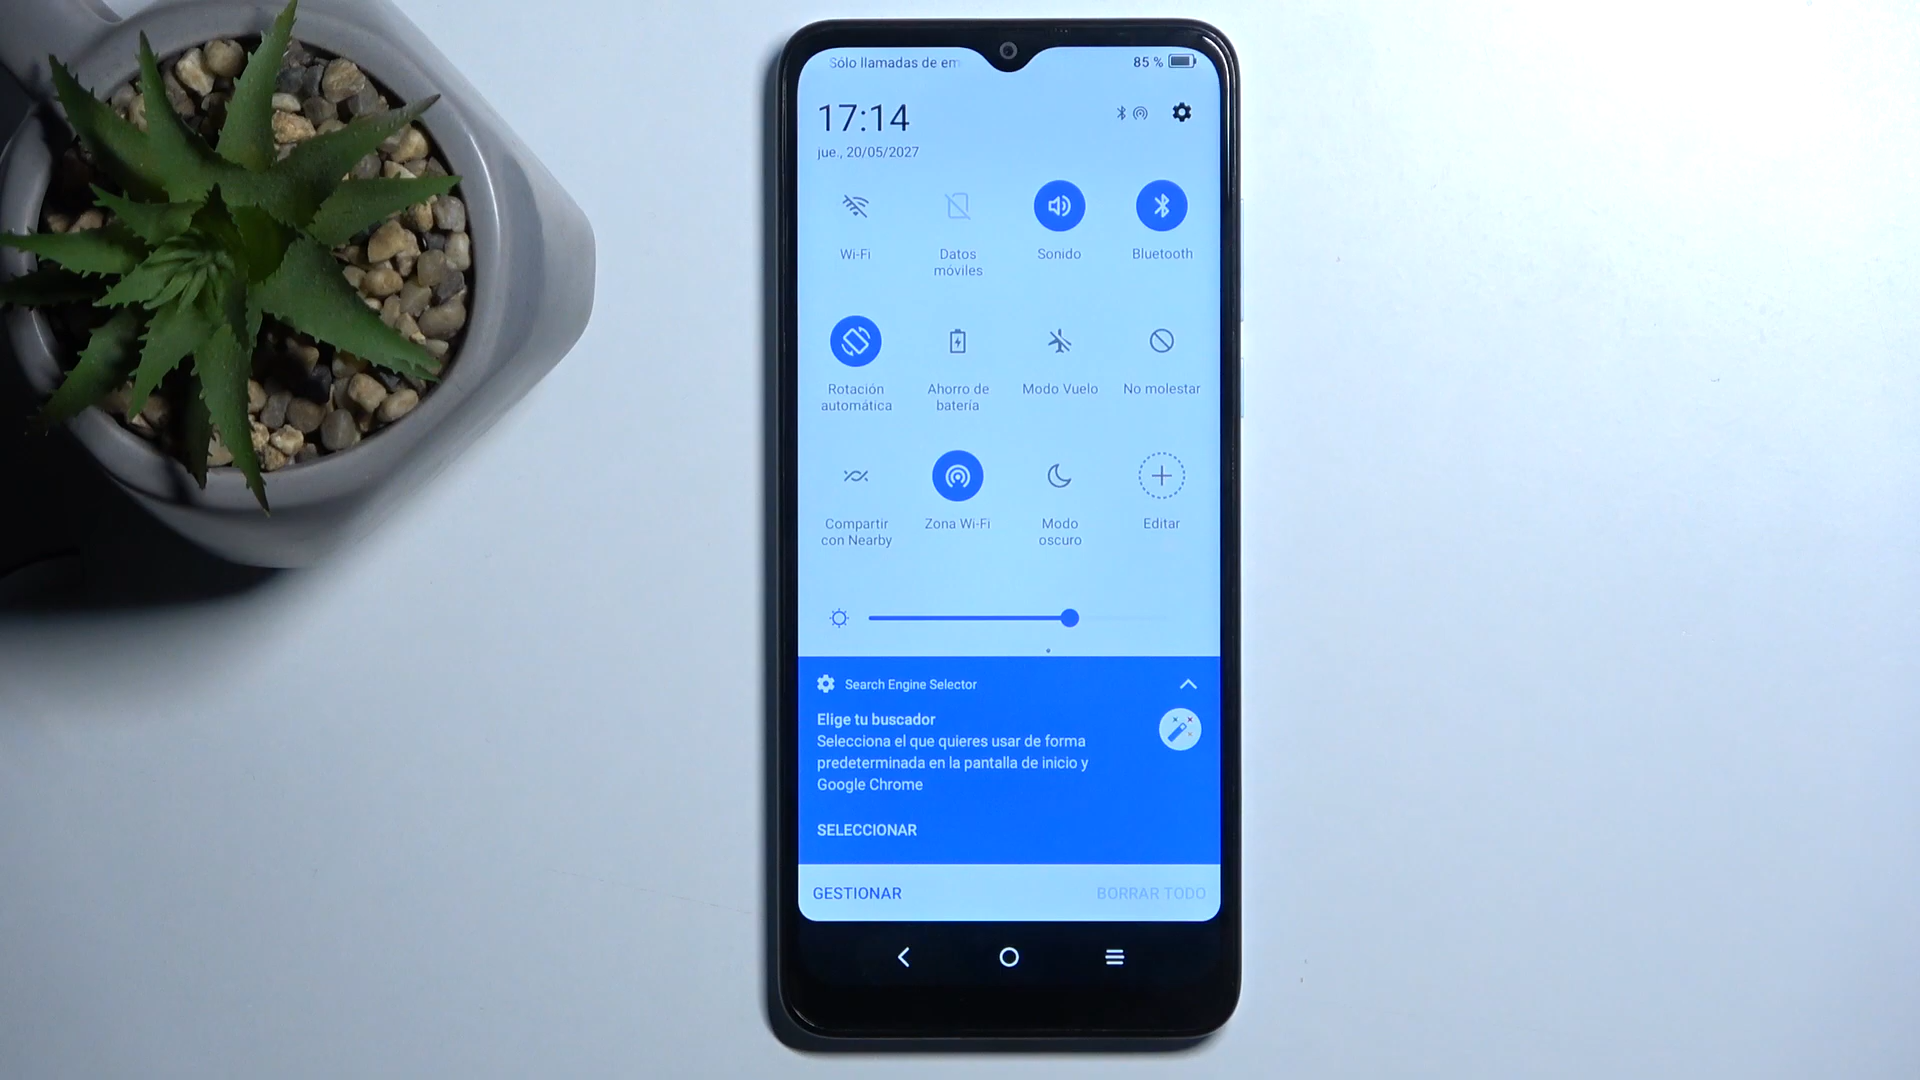 Sólo llamadas de em
85 %
17:14
jue., 20/05/2027
Wi-Fi
Datos
móviles
Sonido
Bluetooth
Rotación
automática
Ahorro de
batería
Modo Vuelo
No molestar
Compartir
con Nearby
Zona Wi-Fi
Modo
oscuro
Editar
Search Engine Selector
Elige tu buscador
Selecciona el que quieres usar de forma
predeterminada en la pantalla de inicio y
Google Chrome
SELECCIONAR
GESTIONAR
BORRAR TODO